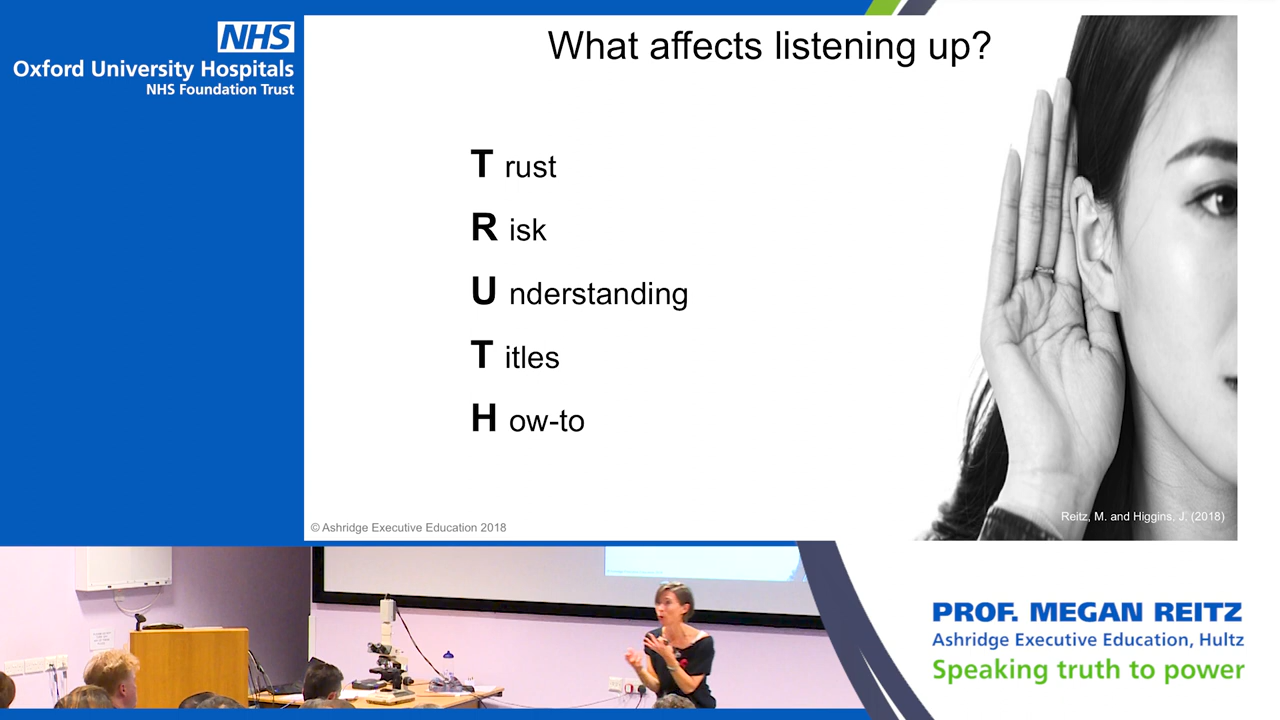 NHS
Oxford University Hospitals
NHS Foundation Trust
What affects listening up?
T rust
R isk
U nderstanding
T itles
H ow-to
© Ashridge Executive Education 2018
Reitz, M. and Higgins, J. (2018)
PROF. MEGAN REITZ
Ashridge Executive Education, Hultz
Speaking truth to power